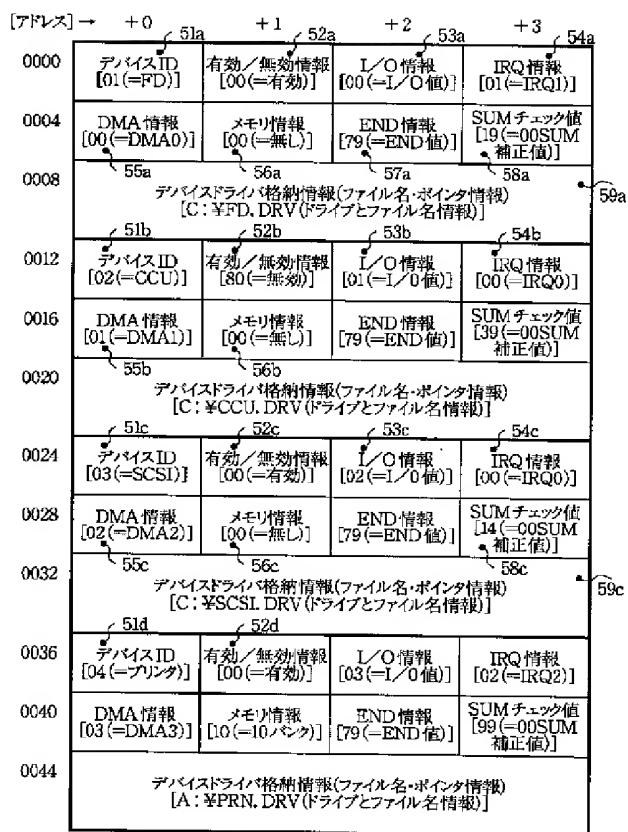 [アドレス]→ +0 +1 +2 +3
51a 52a 53a 54a
0000 デバイスID 有効/無効情報 I/O情報 IRQ情報
[01(=FD)] [00(=有効)] [00(=I/O値)] [01(=IRQ1)]
0004 DMA情報 メモリ情報 END情報 SUMチェック値
[00(=DMA0)] [00(=無し)] [79(=END値)] [19(=00SUM
補正値)]
55a 56a 57a 58a
0008 デバイスドライバ格納情報(ファイル名・ポインタ情報) 59a
[C:¥FD.DRV(ドライブとファイル名情報)]
51b 52b 53b 54b
0012 デバイスID 有効/無効情報 I/O情報 IRQ情報
[02(=CCU)] [80(=無効)] [01(=I/0値)] [00(=IRQ0)]
0016 DMA情報 メモリ情報 END情報 SUMチェック値
[01(=DMA1)] [00(=無し)] [79(=END値)] [39(=00SUM
補正値)]
55b 56b
0020 デバイスドライバ格納情報(ファイル名・ポインタ情報)
[C:¥CCU.DRV(ドライブとファイル名情報)]
51c 52c 53c 54c
0024 デバイスID 有効/無効情報 I/O情報 IRQ情報
[03(=SCSI)] [00(=有効)] [02(=I/O値)] [00(=IRQ0)]
0028 DMA情報 メモリ情報 END情報 SUMチェック値
[02(=DMA2)] [00(=無し)] [79(=END値)] [14(=00SUM
補正値)]
55c 56c 58c
0032 デバイスドライバ格納情報(ファイル名・ポインタ情報) 59c
[C:¥SCSI.DRV(ドライブとファイル名情報)]
51d 52d
0036 デバイスID 有効/無効情報 I/O情報 IRQ情報
[04(=プリンタ)] [00(=有効)] [03(=I/O値)] [02(=IRQ2)]
0040 DMA情報 メモリ情報 END情報 SUMチェック値
[03(=DMA3)] [10(=10バンク)] [79(=END値)] [99(=00SUM
補正値)]
0044 デバイスドライバ格納情報(ファイル名・ポインタ情報)
[A:¥PRN.DRV(ドライブとファイル名情報)]